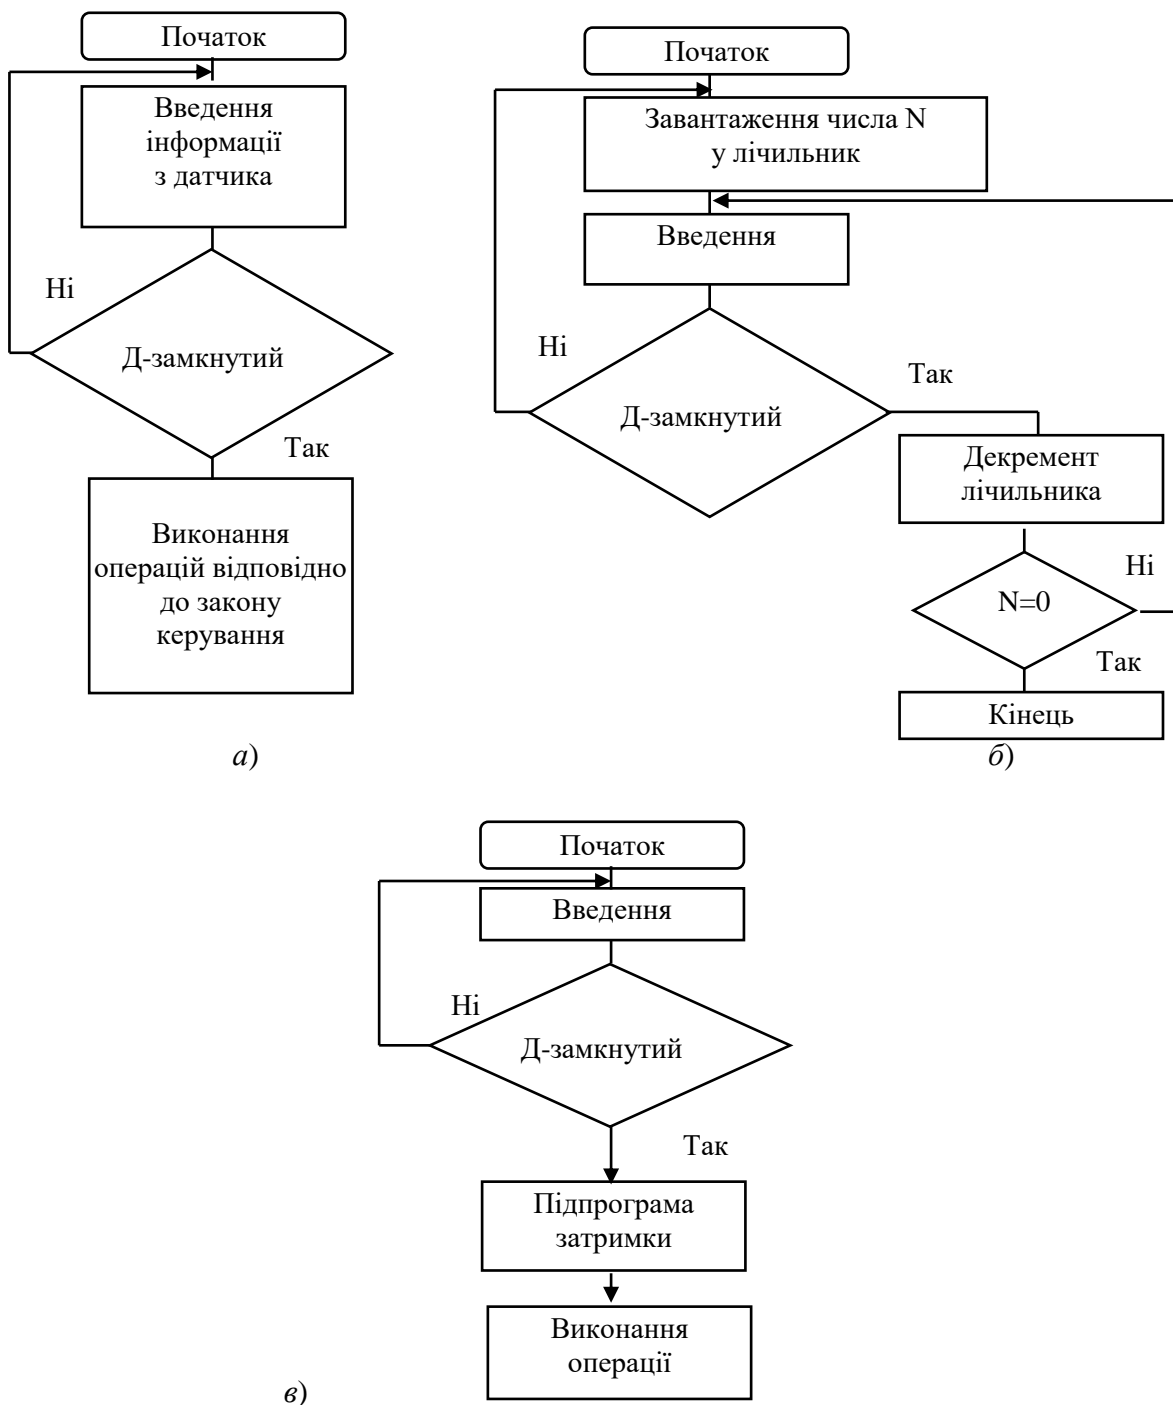 Початок
Введення
інформації
з датчика
Ні
Д-замкнутий
Так
Виконання
операцій відповідно
до закону
керування
а)
Початок
Завантаження числа N
у лічильник
Введення
Ні
Так
Д-замкнутий
Декремент
лічильника
Ні
N=0
Так
Кінець
б)
Початок
Введення
Ні
Д-замкнутий
Так
Підпрограма
затримки
Виконання
операції
в)